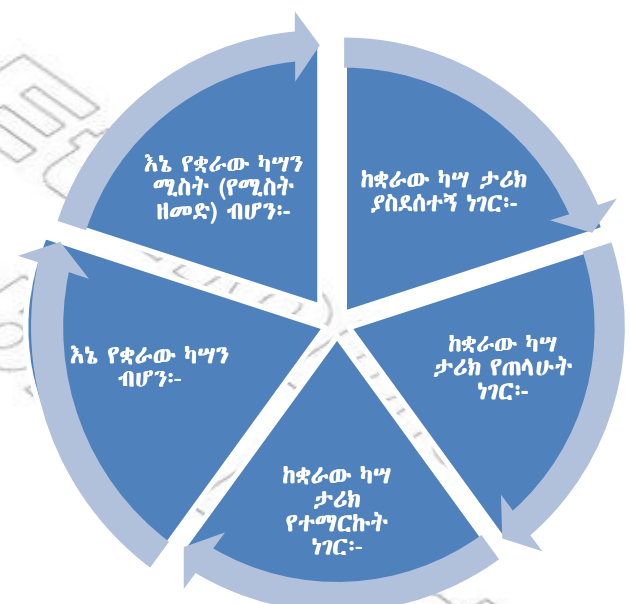 ከቋራው ካሣ ታሪክ
ያስደሰተኝ ነገር፡-
ከቋራው ካሣ
ታሪክ የጠላሁት
ነገር፡-
ከቋራው ካሣ
ታሪክ
የተማርኩት
ነገር፡-
እኔ የቋራው ካሣን
ብሆን፡-
እኔ የቋራው ካሣን
ሚስት (የሚስት
ዘመድ) ብሆን፡-